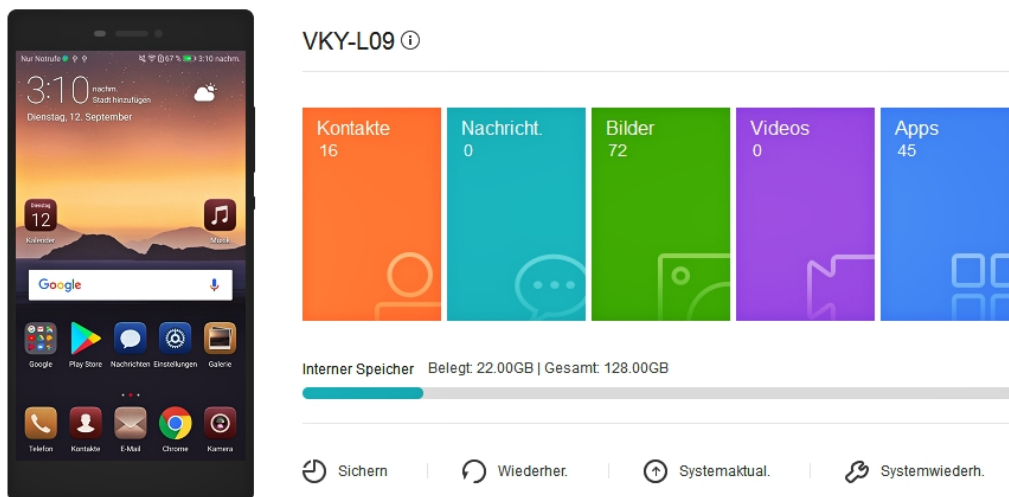 Nur Notrufe 67 % 3:10 nachm.
3:10 nachm.
Stadt hinzufügen
Dienstag, 12. September
Dienstag
12
Kalender
Musik
Google
Google
Play Store
Nachrichten
Einstellungen
Galerie
Telefon
Kontakte
E-Mail
Chrome
Kamera
VKY-L09
Kontakte
16
Nachricht.
0
Bilder
72
Videos
0
Apps
45
Interner Speicher Belegt: 22.00GB | Gesamt: 128.00GB
Sichern
Wiederher.
Systemaktual.
Systemwiederh.